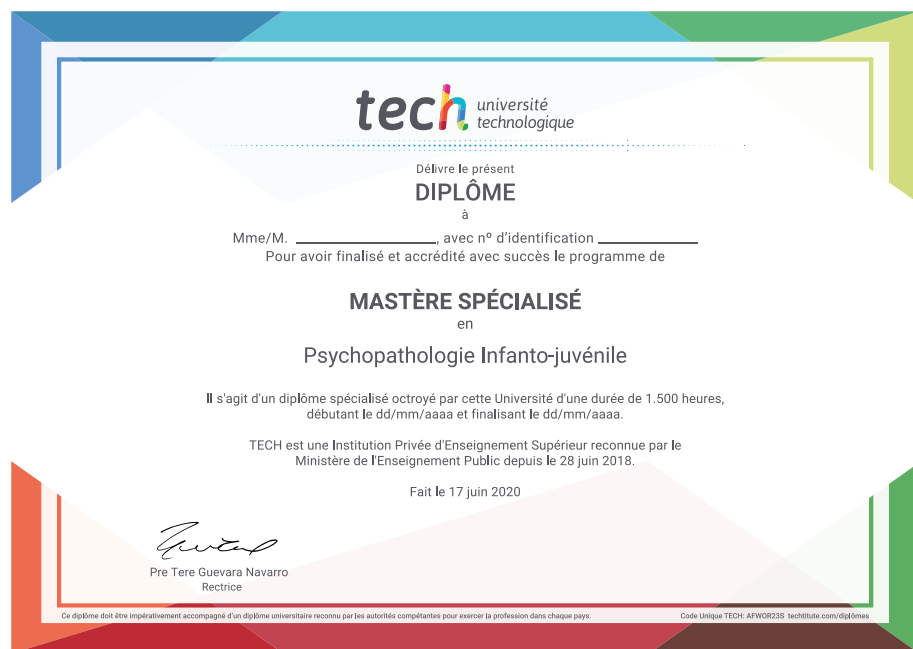 tech université
technologique
Délivre le présent
DIPLÔME
à
Mme/M. ____________________, avec nº d'identification ______________
Pour avoir finalisé et accrédité avec succès le programme de
MASTÈRE SPÉCIALISÉ
en
Psychopathologie Infanto-juvénile
Il s'agit d'un diplôme spécialisé octroyé par cette Université d'une durée de 1.500 heures,
débutant le dd/mm/aaaa et finalisant le dd/mm/aaaa.
TECH est une Institution Privée d'Enseignement Supérieur reconnue par le
Ministère de l'Enseignement Public depuis le 28 juin 2018.
Fait le 17 juin 2020
Pre Tere Guevara Navarro
Rectrice
Ce diplôme doit être impérativement accompagné d'un diplôme universitaire reconnu par les autorités compétantes pour exercer la profession dans chaque pays.
Code Unique TECH: AFWOR23S techtitute.com/diplômes